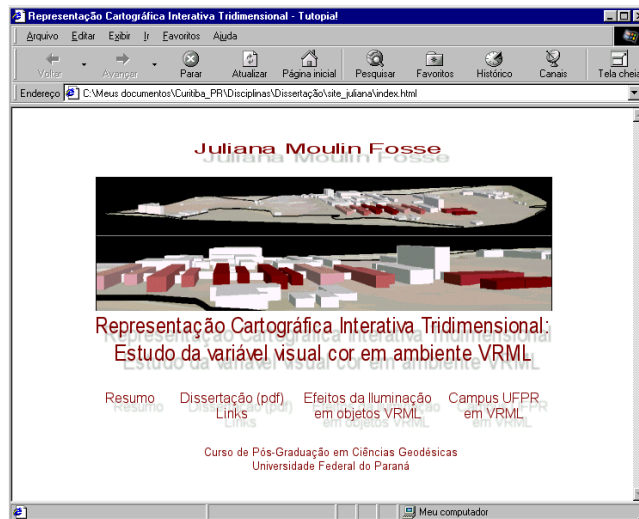 Representação Cartográfica Interativa Tridimensional - Tutopia!
Arquivo Editar Exibir Ir Favoritos Ajuda
Voltar Avançar Parar Atualizar Página inicial Pesquisar Favoritos Histórico Canais Tela cheia
Endereço C:\Meus documentos\Curitiba_PR\Disciplinas\Dissertação\site_juliana\index.html
Juliana Moulin Fosse
Representação Cartográfica Interativa Tridimensional:
Estudo da variável visual cor em ambiente VRML
Resumo Dissertação (pdf) Efeitos da Iluminação Campus UFPR
Links em objetos VRML em VRML
Curso de Pós-Graduação em Ciências Geodésicas
Universidade Federal do Paraná
Meu computador